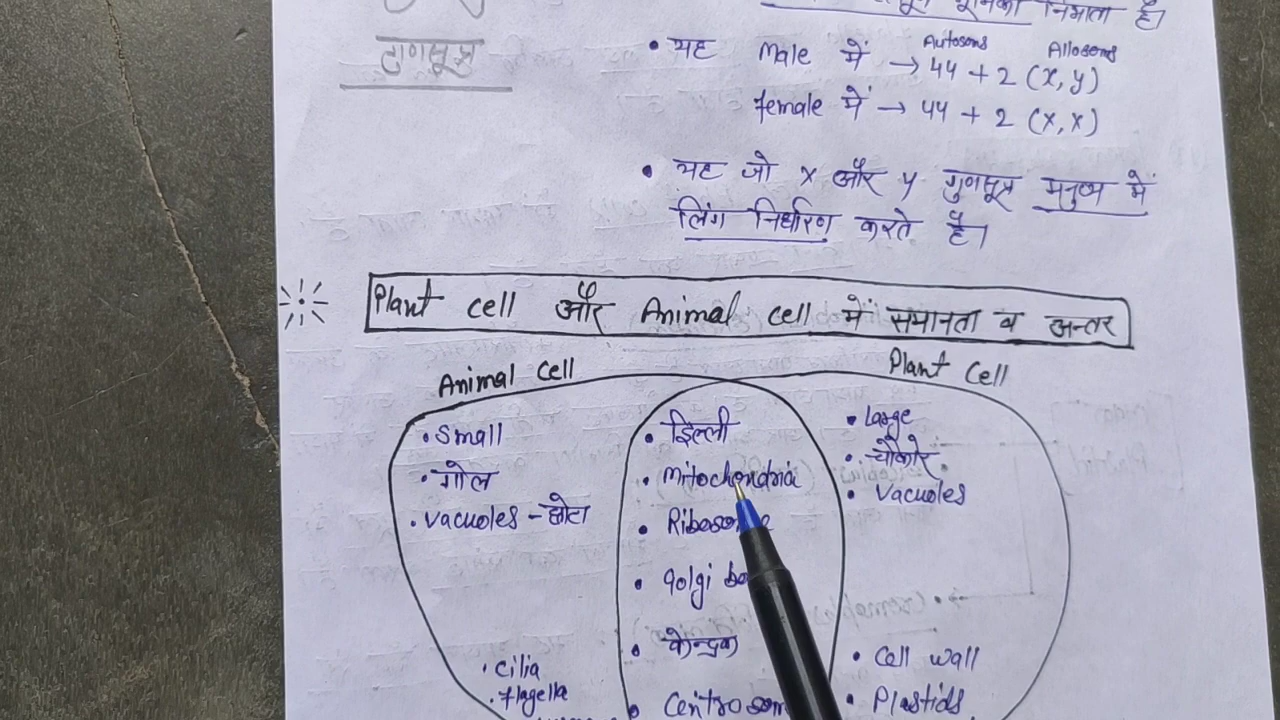 भूमिका निभाता है।
गुणसूत्र
Autosoms Allosoms
• यह Male में → 44 + 2 (x, y)
female में → 44 + 2 (x, x)
• यह जो x और y गुणसूत्र मनुष्य में
लिंग निर्धारण करते है।
Plant cell और Animal cell में समानता व अन्तर
Animal Cell
Plant Cell
• Small
• गोल
• Vacuoles - छोटा
• Cilia
• flagella
• झिल्ली
• Mitochondria
• Ribosome
• Golgi
• केन्द्रक
• Centrosom
• Large
• चौकोर
• Vacuoles
• Cell wall
• Plastids